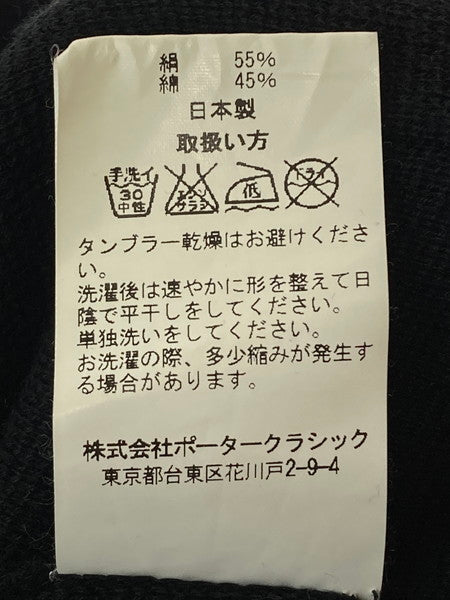 絹 55%
綿 45%
日本製
取扱い方
手洗イ 30 中性 エンソ サラシ 低 ドライ
タンブラー乾燥はお避けくださ
い。
洗濯後は速やかに形を整えて日
陰で平干しをしてください。
単独洗いをしてください。
お洗濯の際、多少縮みが発生す
る場合があります。
株式会社ポータークラシック
東京都台東区花川戸2-9-4